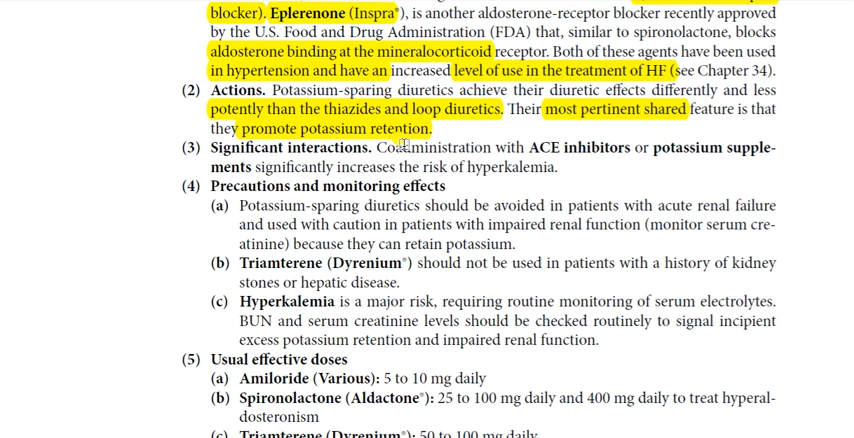 blocker). Eplerenone (Inspra®), is another aldosterone-receptor blocker recently approved
by the U.S. Food and Drug Administration (FDA) that, similar to spironolactone, blocks
aldosterone binding at the mineralocorticoid receptor. Both of these agents have been used
in hypertension and have an increased level of use in the treatment of HF (see Chapter 34).
(2) Actions. Potassium-sparing diuretics achieve their diuretic effects differently and less
potently than the thiazides and loop diuretics. Their most pertinent shared feature is that
they promote potassium retention.
(3) Significant interactions. Coadministration with ACE inhibitors or potassium supple-
ments significantly increases the risk of hyperkalemia.
(4) Precautions and monitoring effects
(a) Potassium-sparing diuretics should be avoided in patients with acute renal failure
and used with caution in patients with impaired renal function (monitor serum cre-
atinine) because they can retain potassium.
(b) Triamterene (Dyrenium®) should not be used in patients with a history of kidney
stones or hepatic disease.
(c) Hyperkalemia is a major risk, requiring routine monitoring of serum electrolytes.
BUN and serum creatinine levels should be checked routinely to signal incipient
excess potassium retention and impaired renal function.
(5) Usual effective doses
(a) Amiloride (Various): 5 to 10 mg daily
(b) Spironolactone (Aldactone®): 25 to 100 mg daily and 400 mg daily to treat hyperal-
dosteronism
(c) Triamterene (Dyrenium®): 50 to 100 mg daily